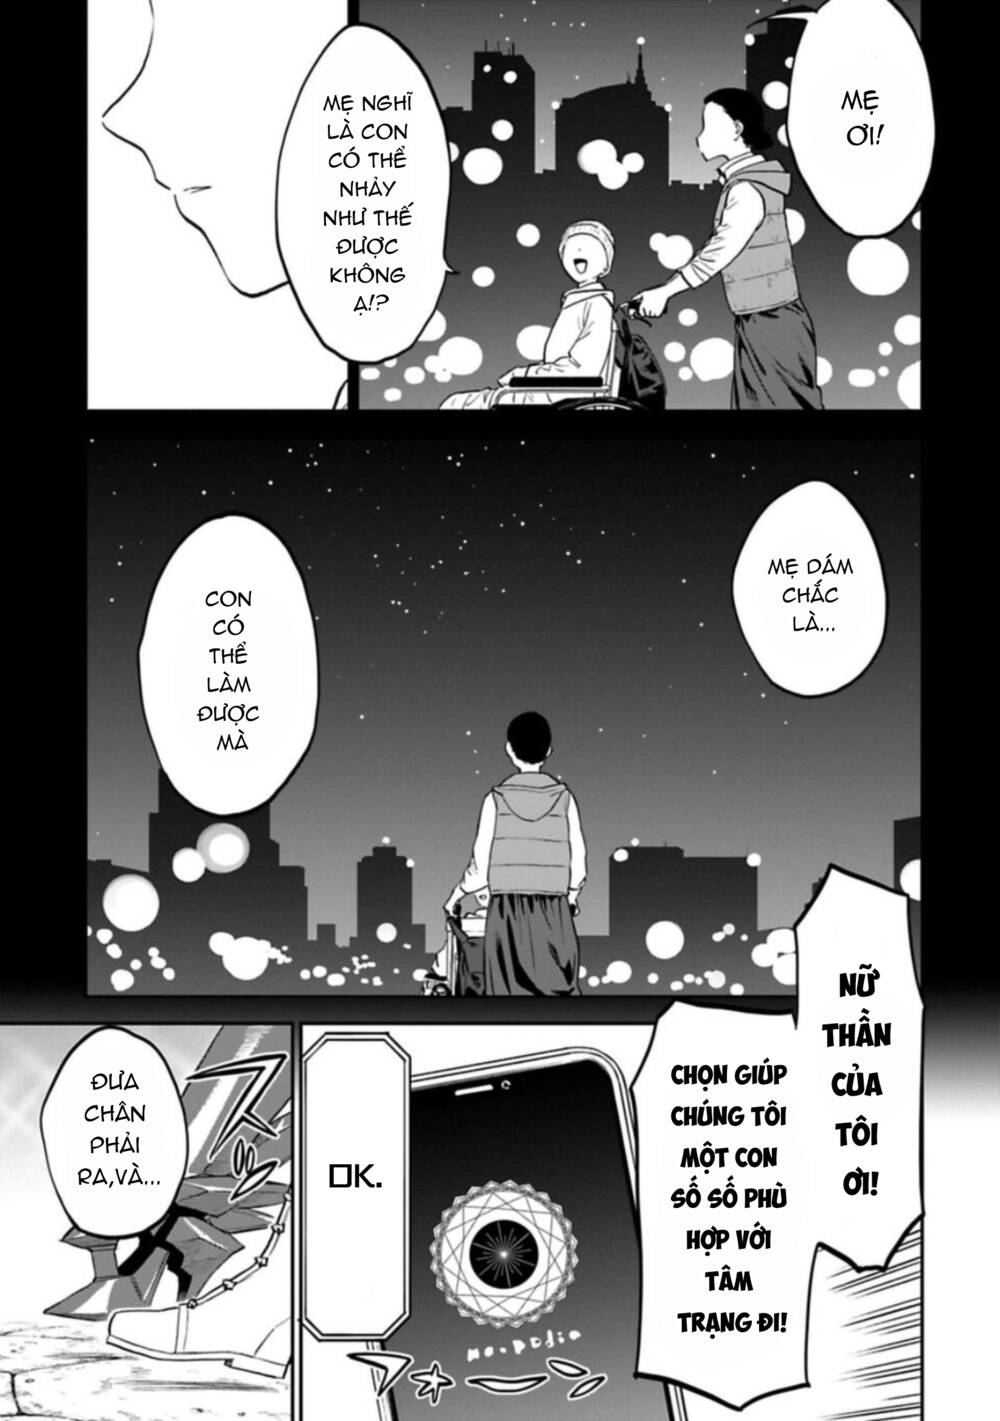 MẸ
ƠI!
MẸ NGHĨ
LÀ CON
CÓ THỂ
NHẢY
NHƯ THẾ
ĐƯỢC
KHÔNG
Ạ!?
MẸ DÁM
CHẮC
LÀ...
CON
CÓ
THỂ
LÀM
ĐƯỢC
MÀ
NỮ
THẦN
CỦA
TÔI
ƠI!
CHỌN GIÚP
CHÚNG TÔI
MỘT CON
SỐ SỐ PHÙ
HỢP VỚI
TÂM
TRẠNG ĐI!
OK.
ĐƯA
CHÂN
PHẢI
RA,VÀ...